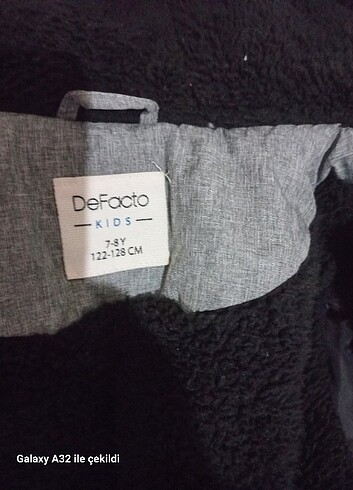 DeFacto
KIDS
7-8 Y
122-128 CM
Galaxy A32 ile çekildi